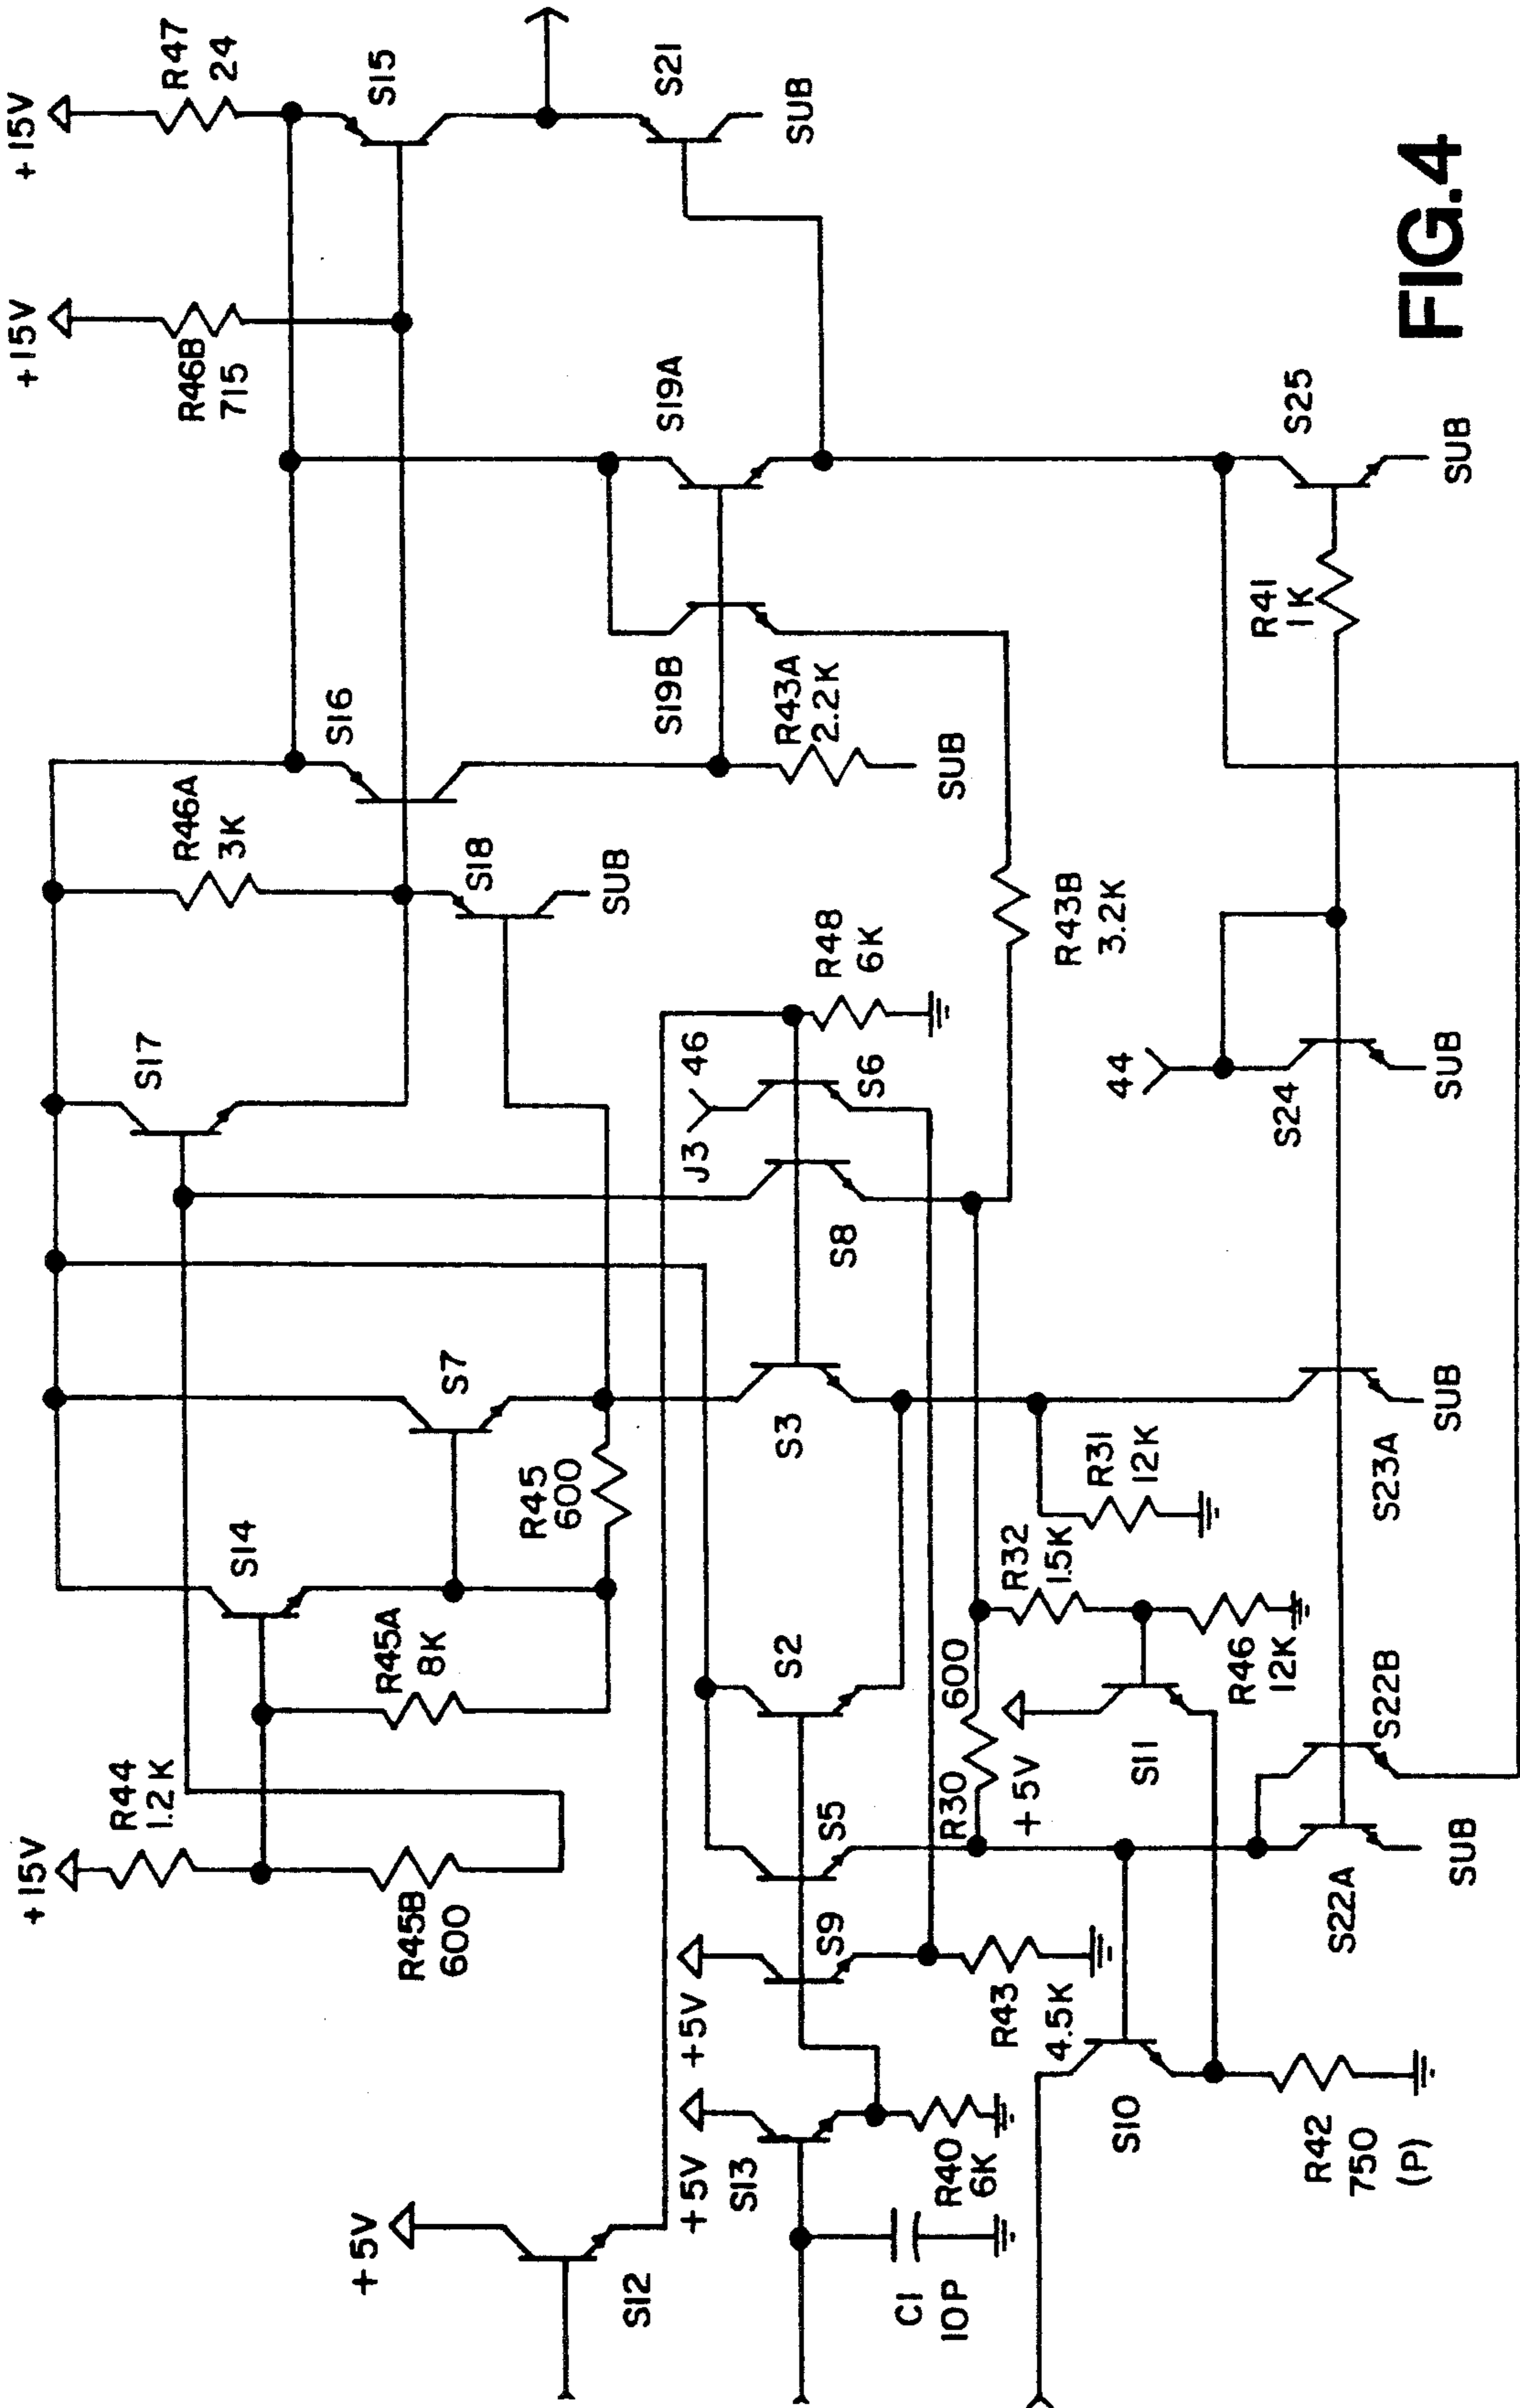 +15V
R44
1.2K
S14
S7
S17
R46A
3K
S16
+15V
R46B
715
+15V
R47
24
S15
R45A
8K
R45B
600
R45
600
S18
SUB
S19B
S19A
S21
SUB
+5V
S12
+5V
S13
+5V
S9
S5
S2
S3
S8
J3
46
S6
R48
6K
R43A
2.2K
SUB
C1
10P
R40
6K
R43
4.5K
R30
600
+5V
R32
1.5K
R31
12K
R43B
3.2K
S10
S11
R46
12K
44
R41
1K
S25
SUB
R42
750
(P)
S22A
SUB
S22B
S23A
SUB
S24
SUB
FIG.4